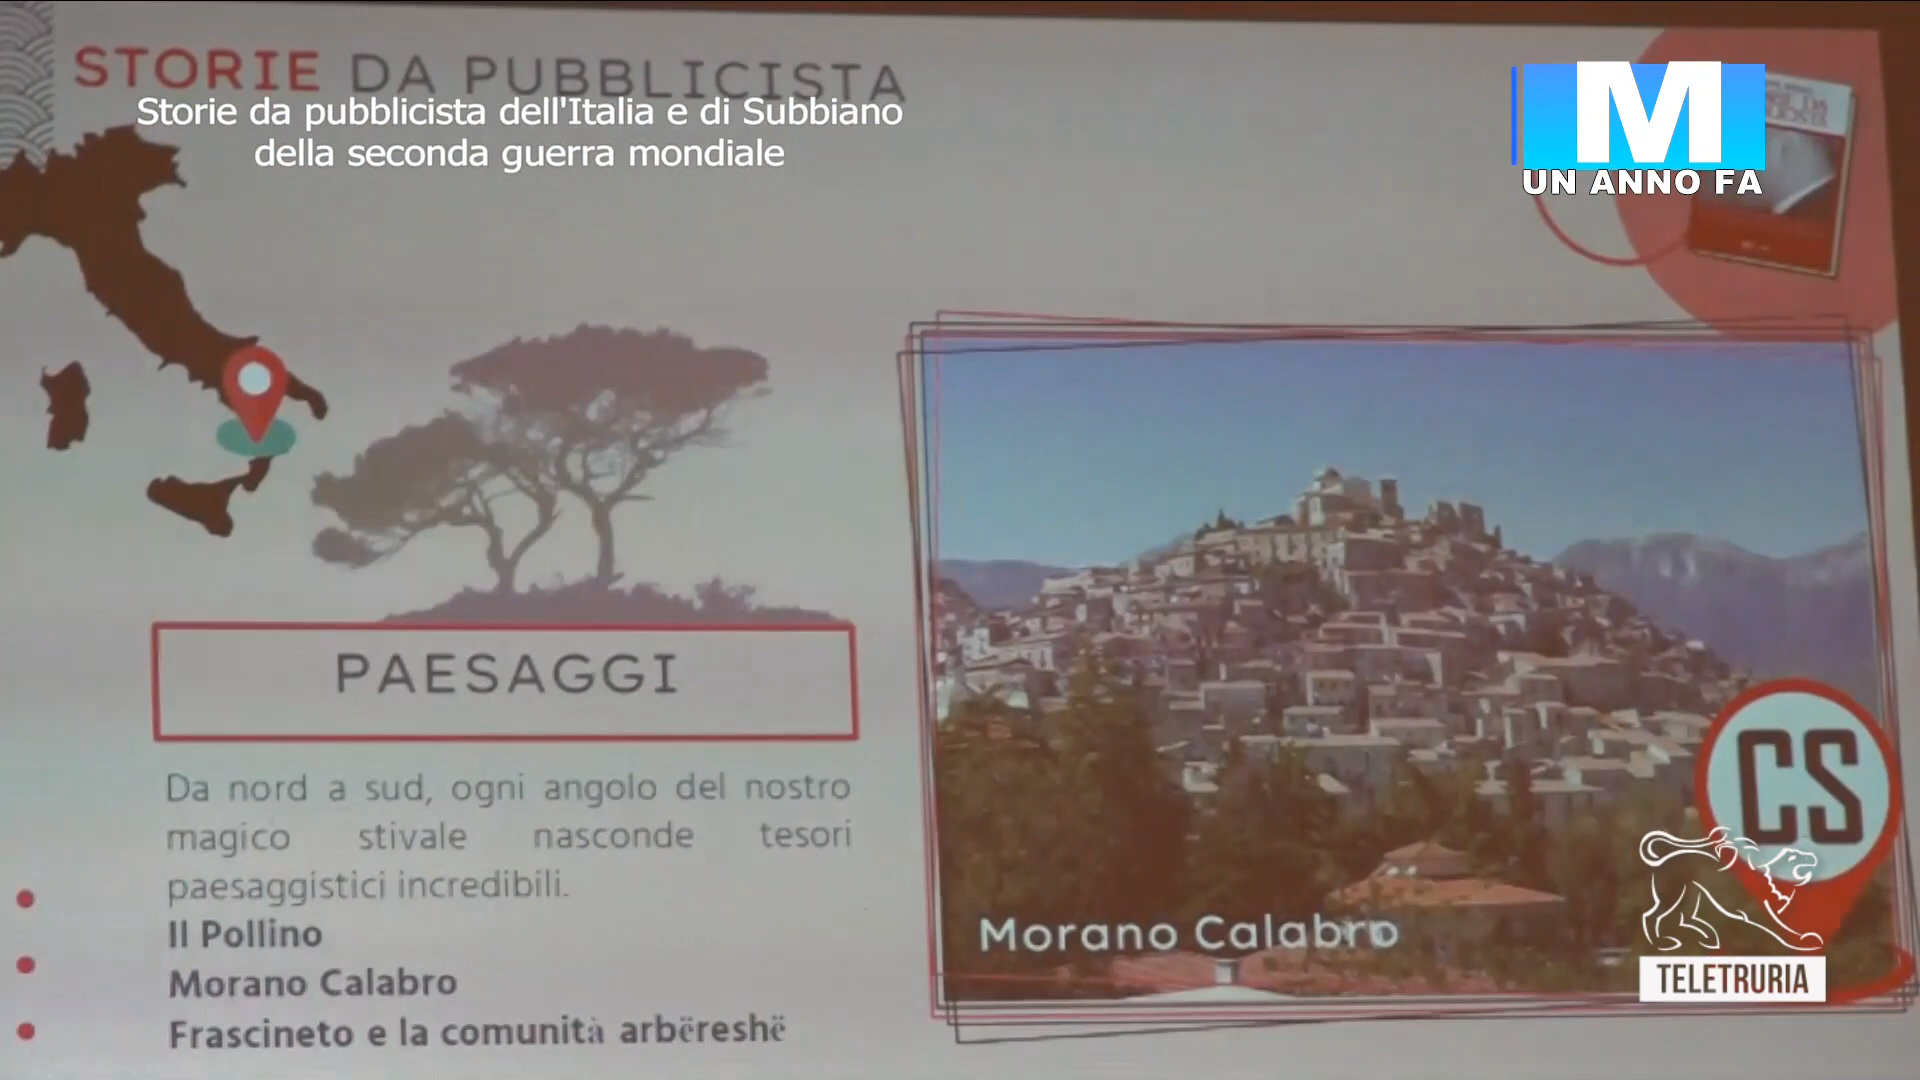 STORIE DA PUBBLICISTA
Storie da pubblicista dell'Italia e di Subbiano
della seconda guerra mondiale
M
UN ANNO FA
PAESAGGI
Da nord a sud, ogni angolo del nostro
magico stivale nasconde tesori
paesaggistici incredibili.
Il Pollino
Morano Calabro
Frascineto e la comunità arbëreshë
Morano Calabro
CS
TELETRURIA